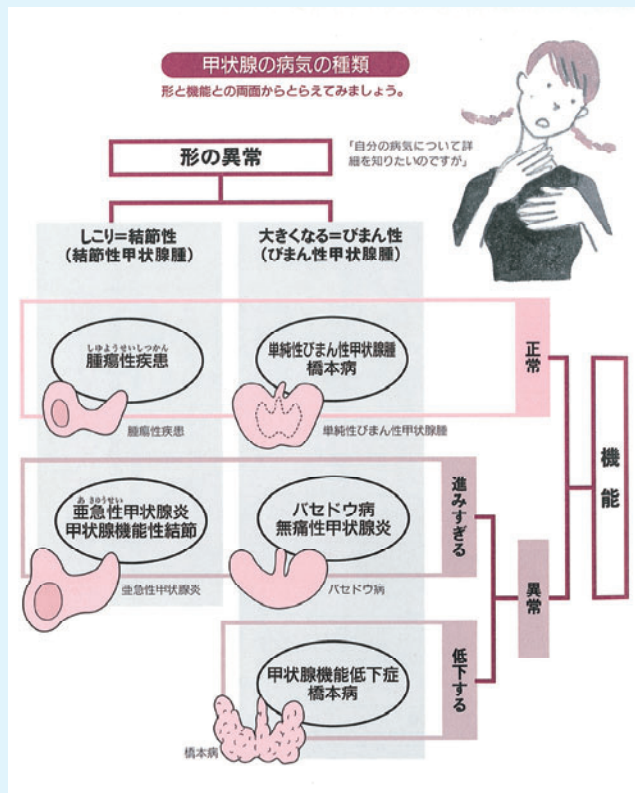 甲状腺の病気の種類
形と機能との両面からとらえてみましょう。
「自分の病気について詳
細を知りたいのですが」
形の異常
しこり=結節性
(結節性甲状腺腫)
大きくなる=びまん性
(びまん性甲状腺腫)
しゆようせいしつかん
腫瘍性疾患
腫瘍性疾患
単純性びまん性甲状腺腫
橋本病
単純性びまん性甲状腺腫
正常
機能
あきゅうせい
亜急性甲状腺炎
甲状腺機能性結節
亜急性甲状腺炎
バセドウ病
無痛性甲状腺炎
バセドウ病
進みすぎる
異常
甲状腺機能低下症
橋本病
橋本病
低下する